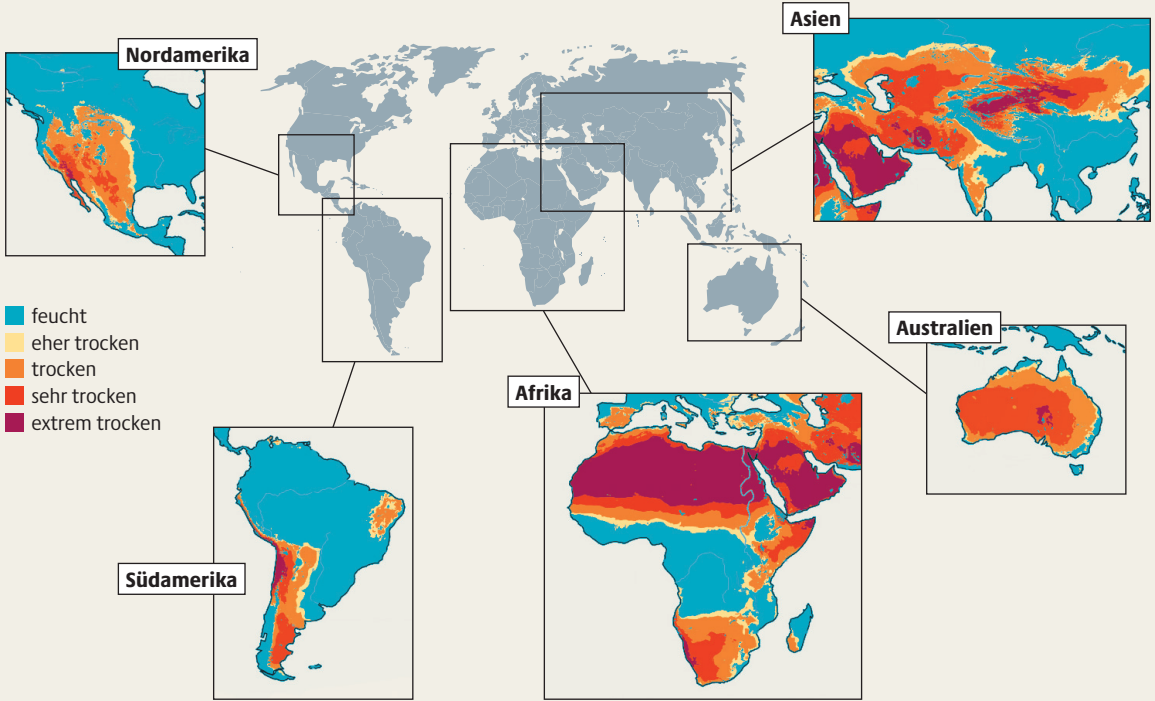 Nordamerika
Asien
feucht
eher trocken
trocken
sehr trocken
extrem trocken
Australien
Afrika
Südamerika